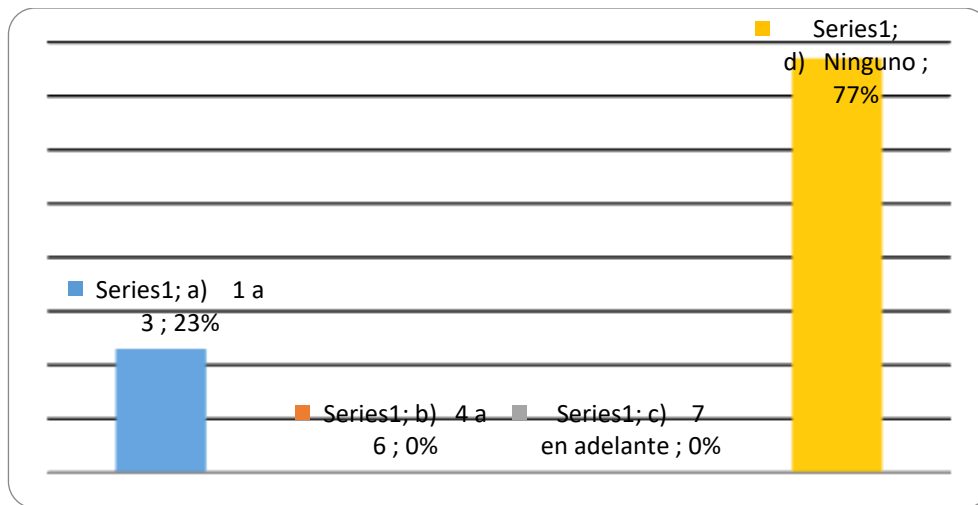 Series1;
d) Ninguno ;
77%
Series1; a) 1 a
3 ; 23%
Series1; b) 4 a
6 ; 0%
Series1; c) 7
en adelante ; 0%